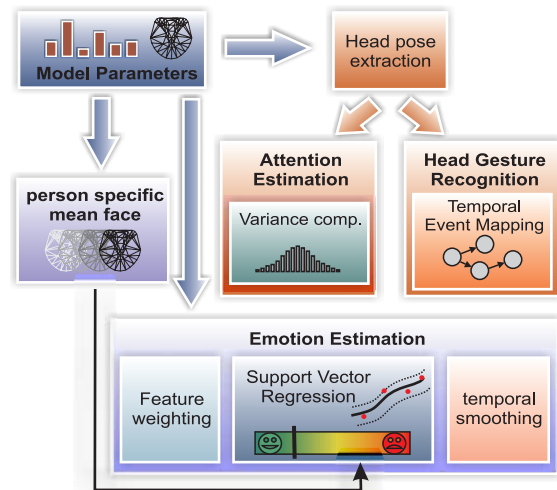 Model Parameters
Head pose
extraction
person specific
mean face
Attention
Estimation
Variance comp.
Head Gesture
Recognition
Temporal
Event Mapping
Emotion Estimation
Feature
weighting
Support Vector
Regression
temporal
smoothing